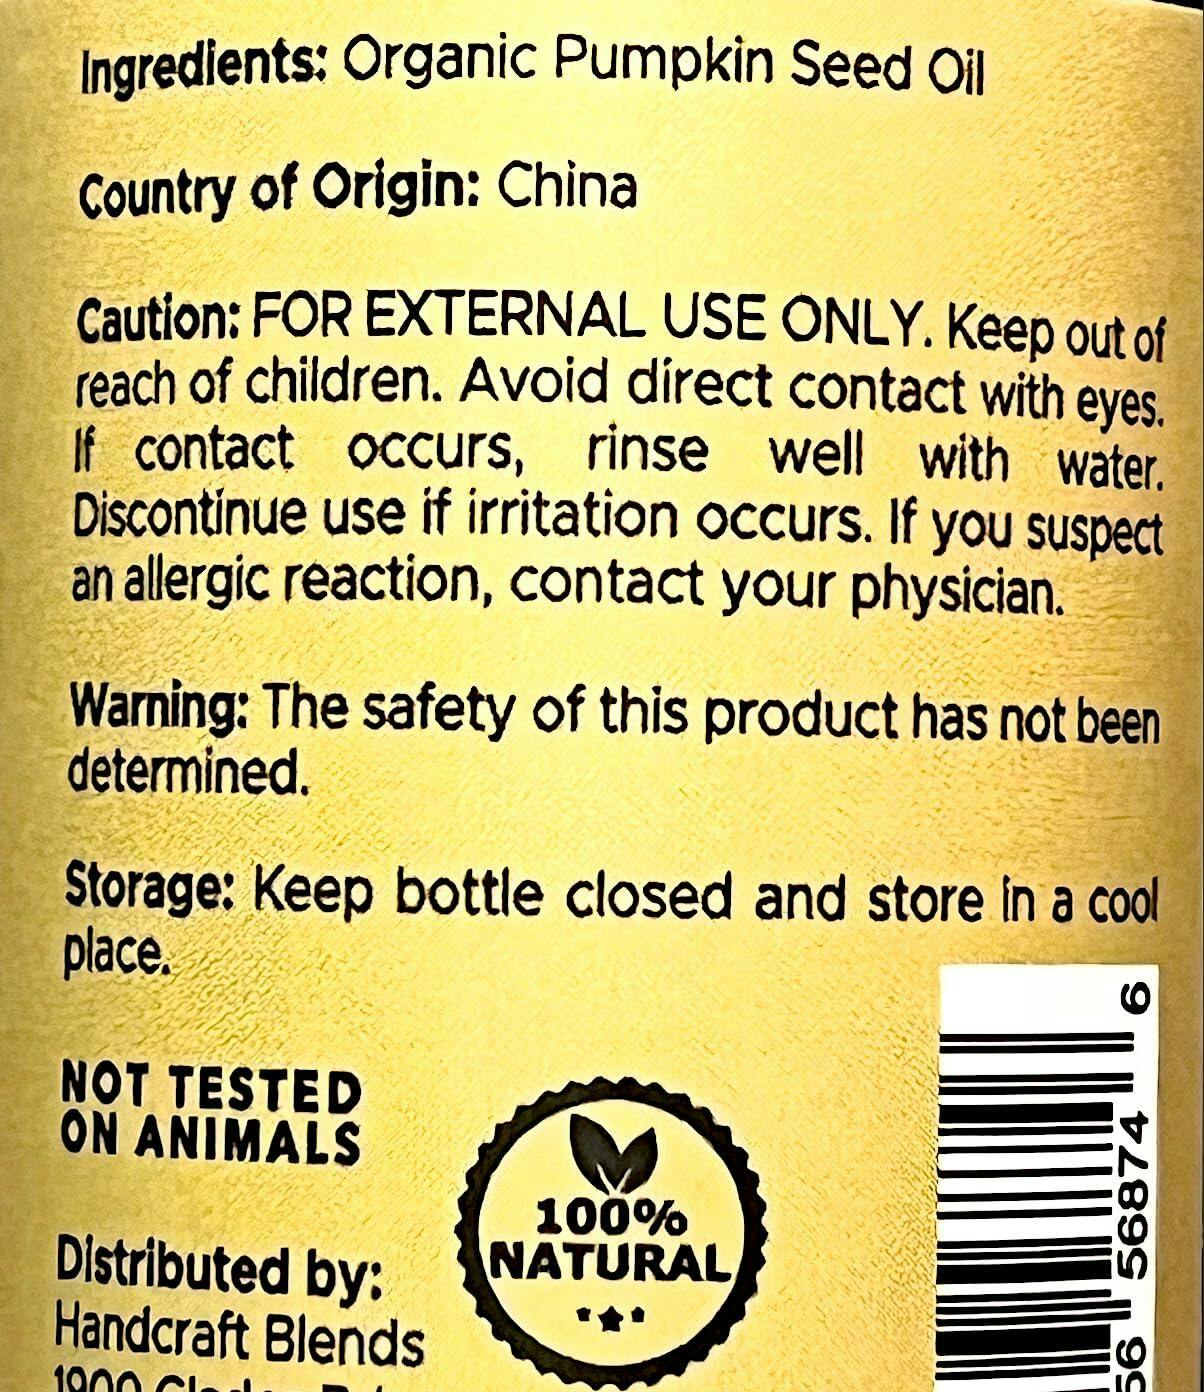 Ingredients: Organic Pumpkin Seed Oil
Country of Origin: China
Caution: FOR EXTERNAL USE ONLY. Keep out of
reach of children. Avoid direct contact with eyes.
If contact occurs, rinse well with water.
Discontinue use if irritation occurs. If you suspect
an allergic reaction, contact your physician.
Warning: The safety of this product has not been
determined.
Storage: Keep bottle closed and store in a cool
place.
NOT TESTED
ON ANIMALS
100%
NATURAL
Distributed by:
Handcraft Blends
1900
56874 6